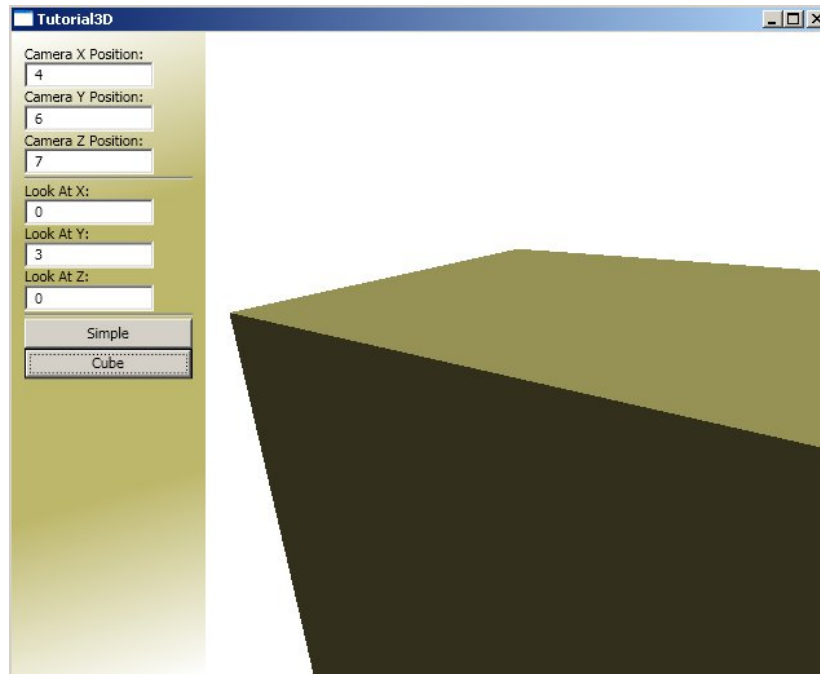 Tutorial3D
Camera X Position:
4
Camera Y Position:
6
Camera Z Position:
7
Look At X:
0
Look At Y:
3
Look At Z:
0
Simple
Cube